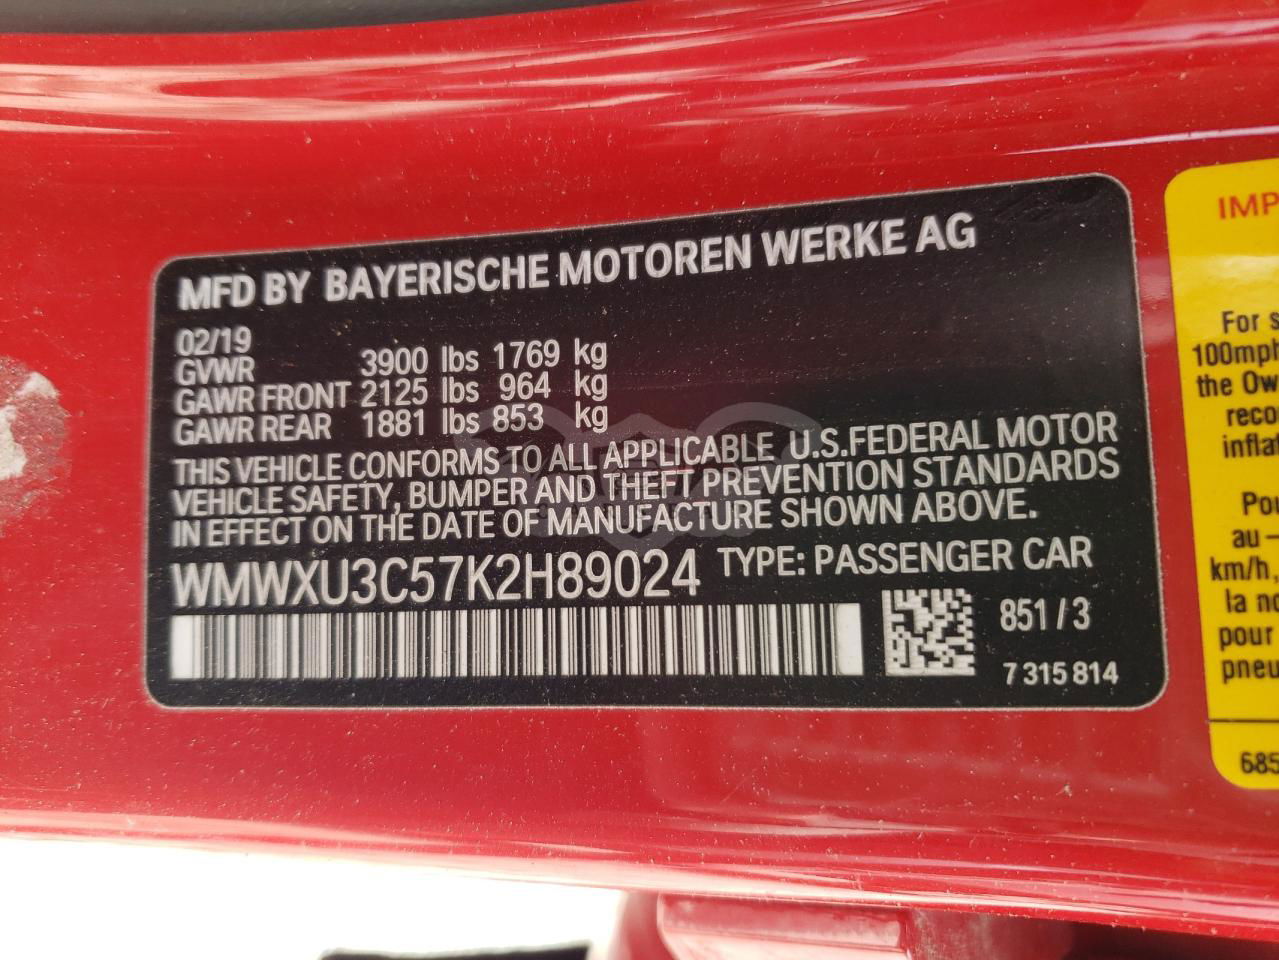 MFD BY BAYERISCHE MOTOREN WERKE AG
02/19
GVWR 3900 lbs 1769 kg
GAWR FRONT 2125 lbs 964 kg
GAWR REAR 1881 lbs 853 kg
THIS VEHICLE CONFORMS TO ALL APPLICABLE U.S.FEDERAL MOTOR
VEHICLE SAFETY, BUMPER AND THEFT PREVENTION STANDARDS
IN EFFECT ON THE DATE OF MANUFACTURE SHOWN ABOVE.
WMWXU3C57K2H89024 TYPE: PASSENGER CAR
851/3
7 315 814
IMP
For s
100mph
the Ow
reco
infla
Pou
au –
km/h,
la no
pour
pneu
685